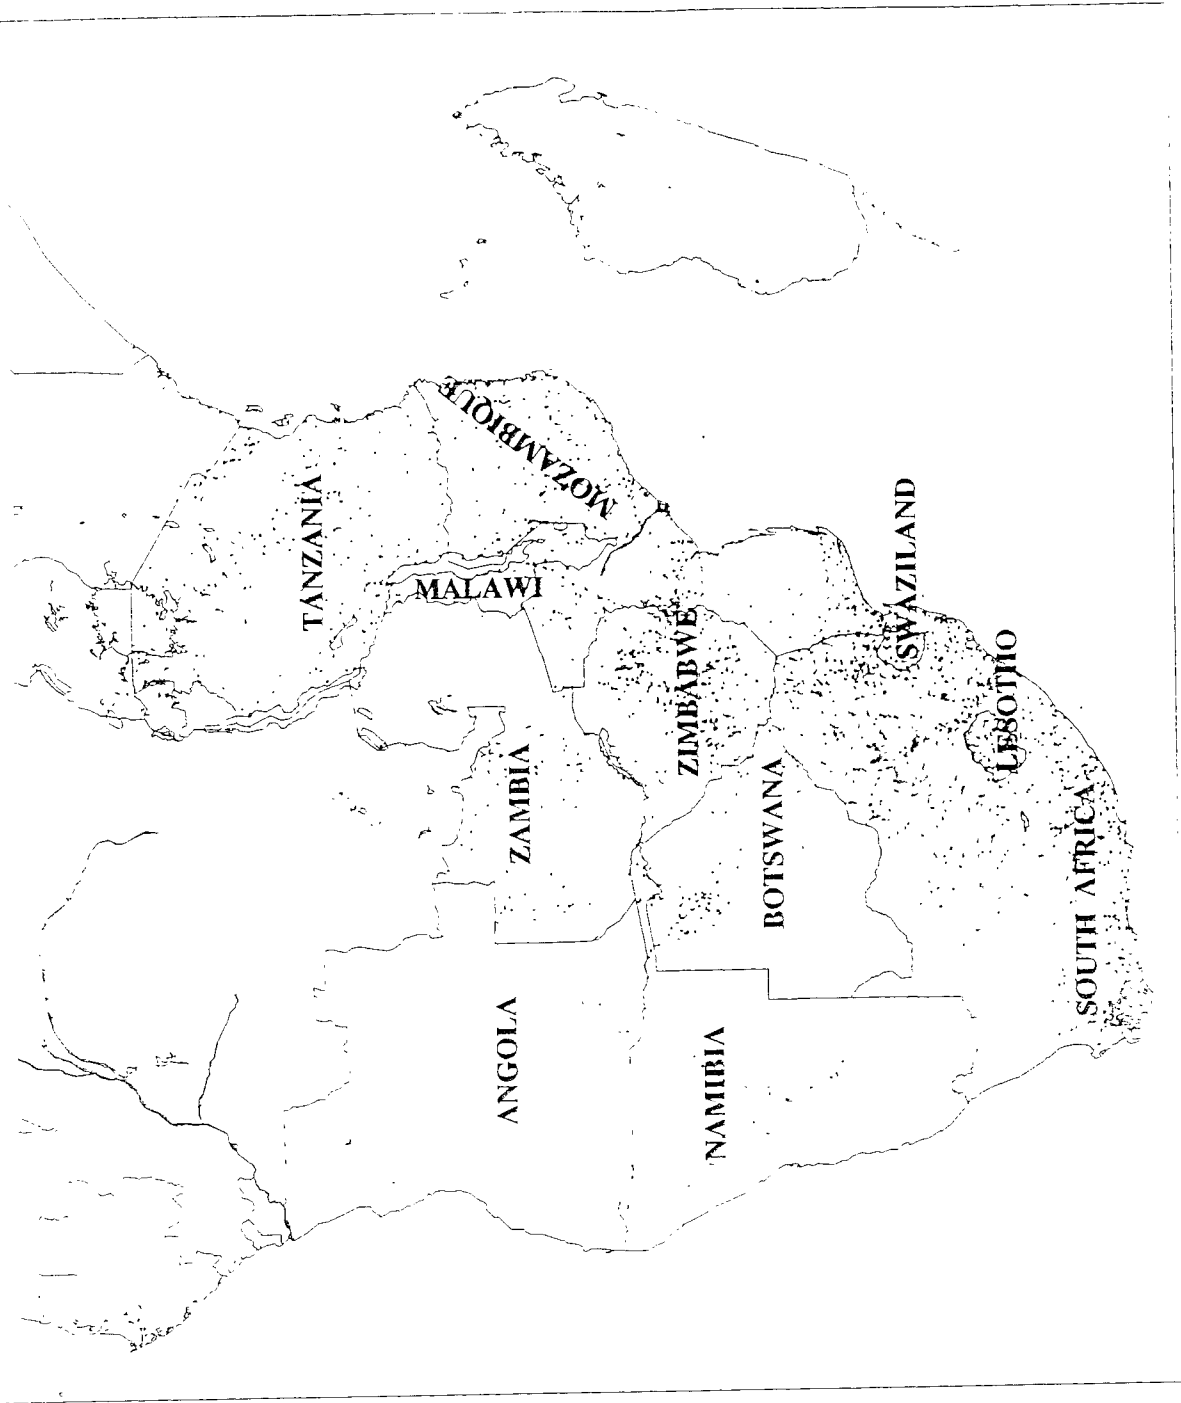 TANZANIA
MALAWI
MOZAMBIQUE
ZAMBIA
ANGOLA
ZIMBABWE
NAMIBIA
BOTSWANA
SWAZILAND
LESOTHO
SOUTH AFRICA